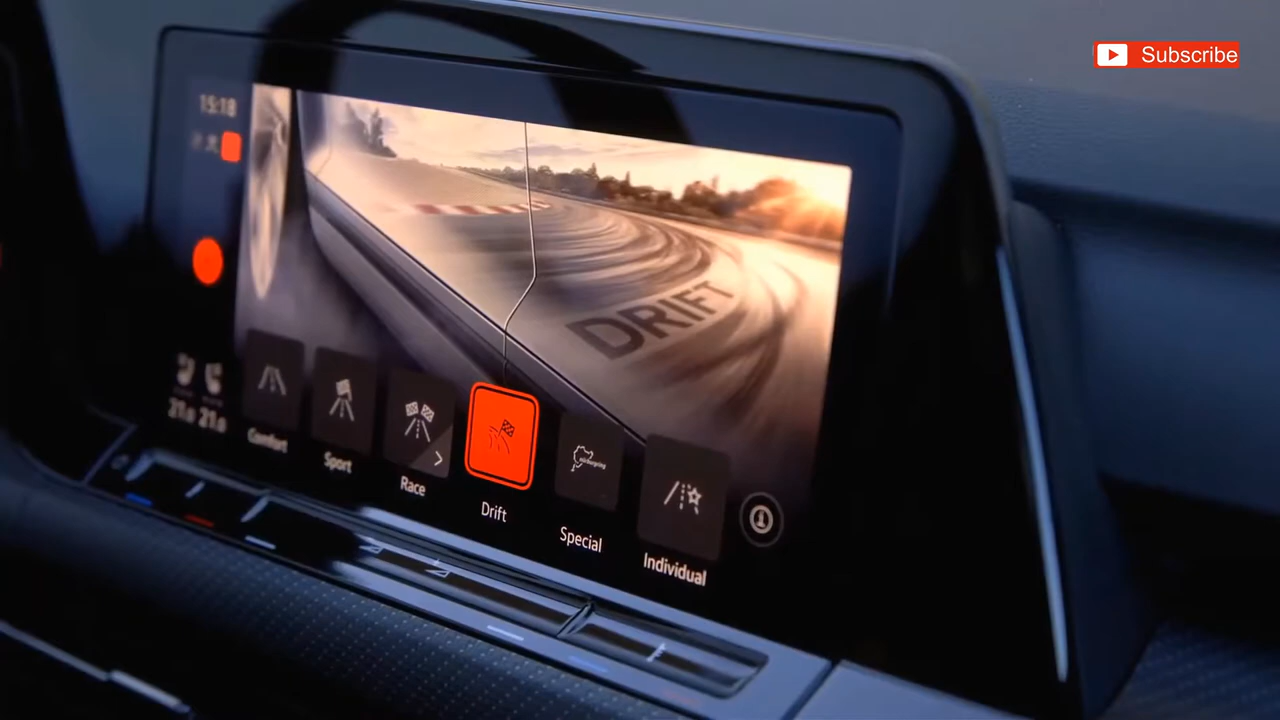 Subscribe
15:18
DRIFT
21.0 21.0
Comfort
Sport
Race
Drift
Special
Individual